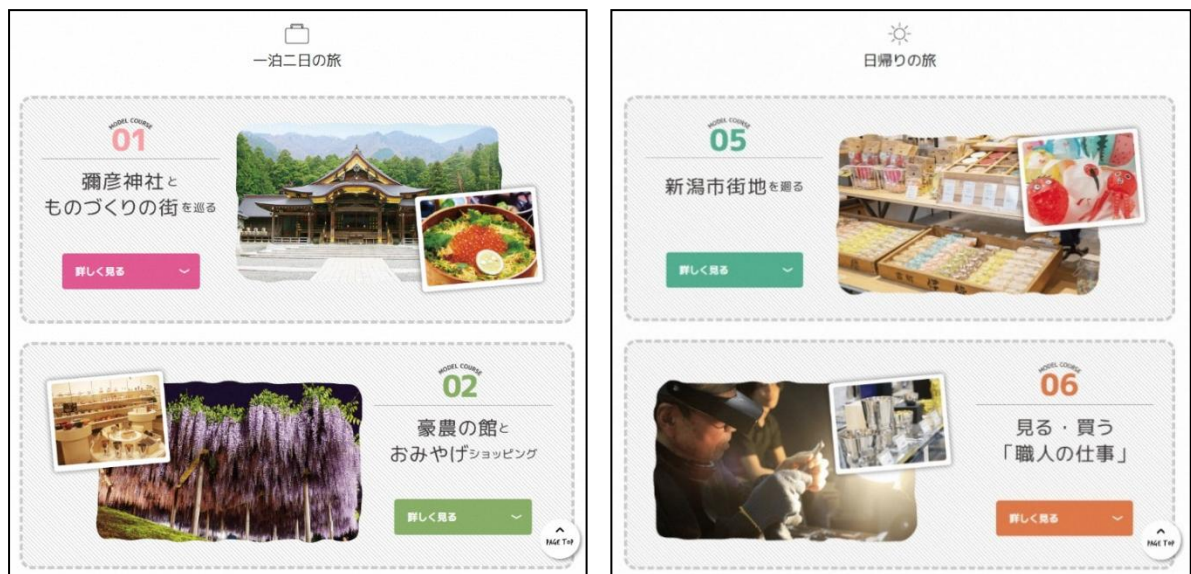 一泊二日の旅
MODEL COURSE
01
彌彦神社と
ものづくりの街を巡る
詳しく見る
MODEL COURSE
02
豪農の館と
おみやげショッピング
詳しく見る
PAGE TOP
日帰りの旅
MODEL COURSE
05
新潟市街地を廻る
詳しく見る
MODEL COURSE
06
見る・買う
「職人の仕事」
詳しく見る
PAGE TOP